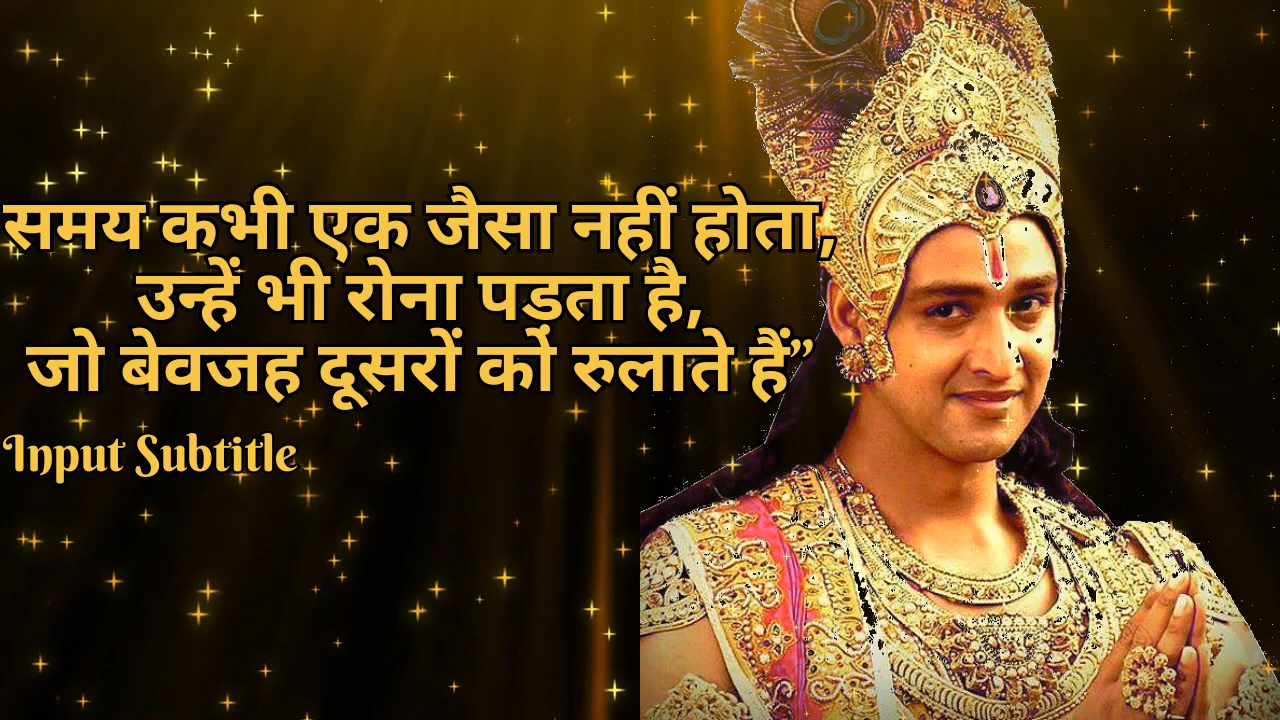 समय कभी एक जैसा नहीं होता,
उन्हें भी रोना पड़ता है,
जो बेवजह दूसरों को रुलाते हैं”
Input Subtitle